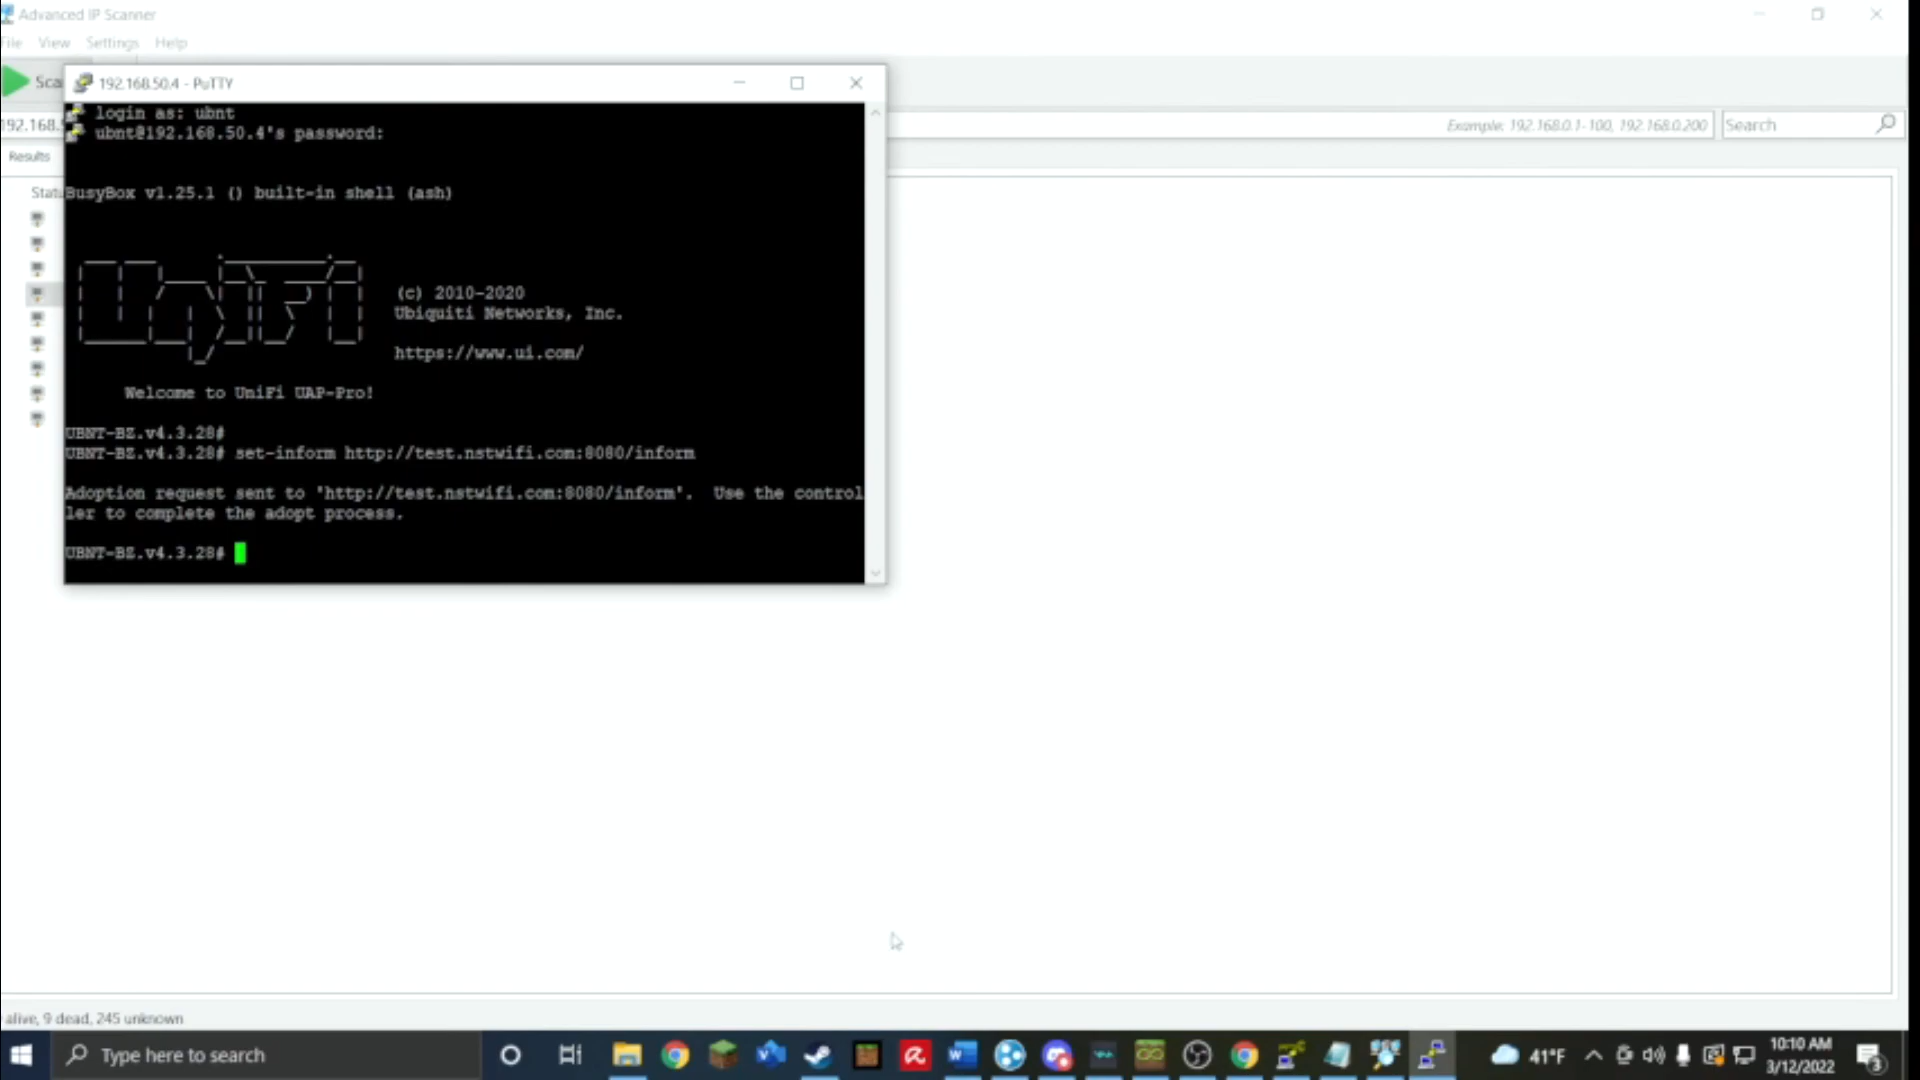 Advanced IP Scanner
File View Settings Help
192.168.50.4 - PuTTY
login as: ubnt
ubnt@192.168.50.4's password:
192.168.
Example: 192.168.0.1-100, 192.168.0.200
Search
Results
BusyBox v1.25.1 () built-in shell (ash)
(c) 2010-2020
Ubiquiti Networks, Inc.
https://www.ui.com/
Welcome to UniFi UAP-Pro!
UBNT-BZ.v4.3.28#
UBNT-BZ.v4.3.28# set-inform http://test.nstwifi.com:8080/inform
Adoption request sent to 'http://test.nstwifi.com:8080/inform'.  Use the control
ler to complete the adopt process.
UBNT-BZ.v4.3.28#
alive, 9 dead, 245 unknown
Type here to search
41°F
10:10 AM
3/12/2022
3